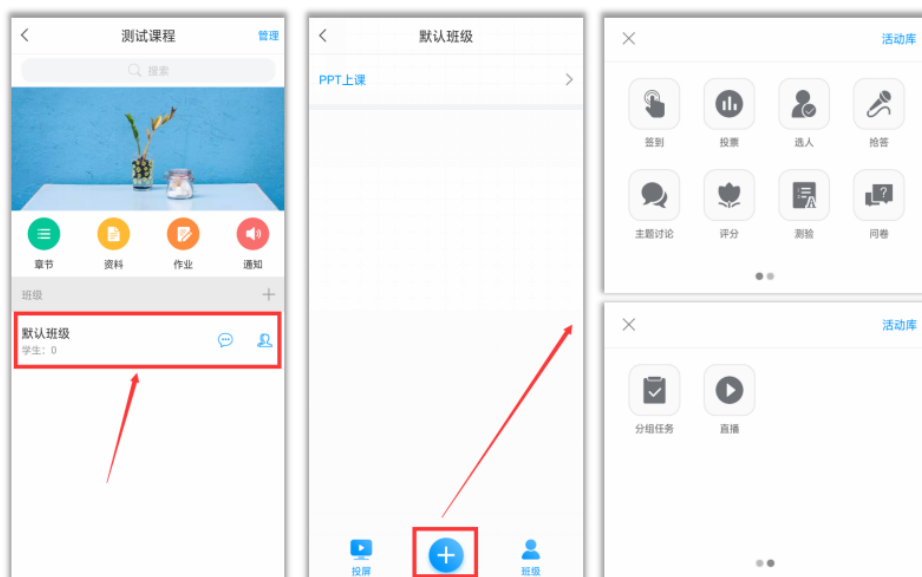 测试课程
管理
搜索
章节
资料
作业
通知
班级
默认班级
学生：0
默认班级
PPT上课
投屏
班级
活动库
签到
投票
选人
抢答
主题讨论
评分
测验
问卷
活动库
分组任务
直播